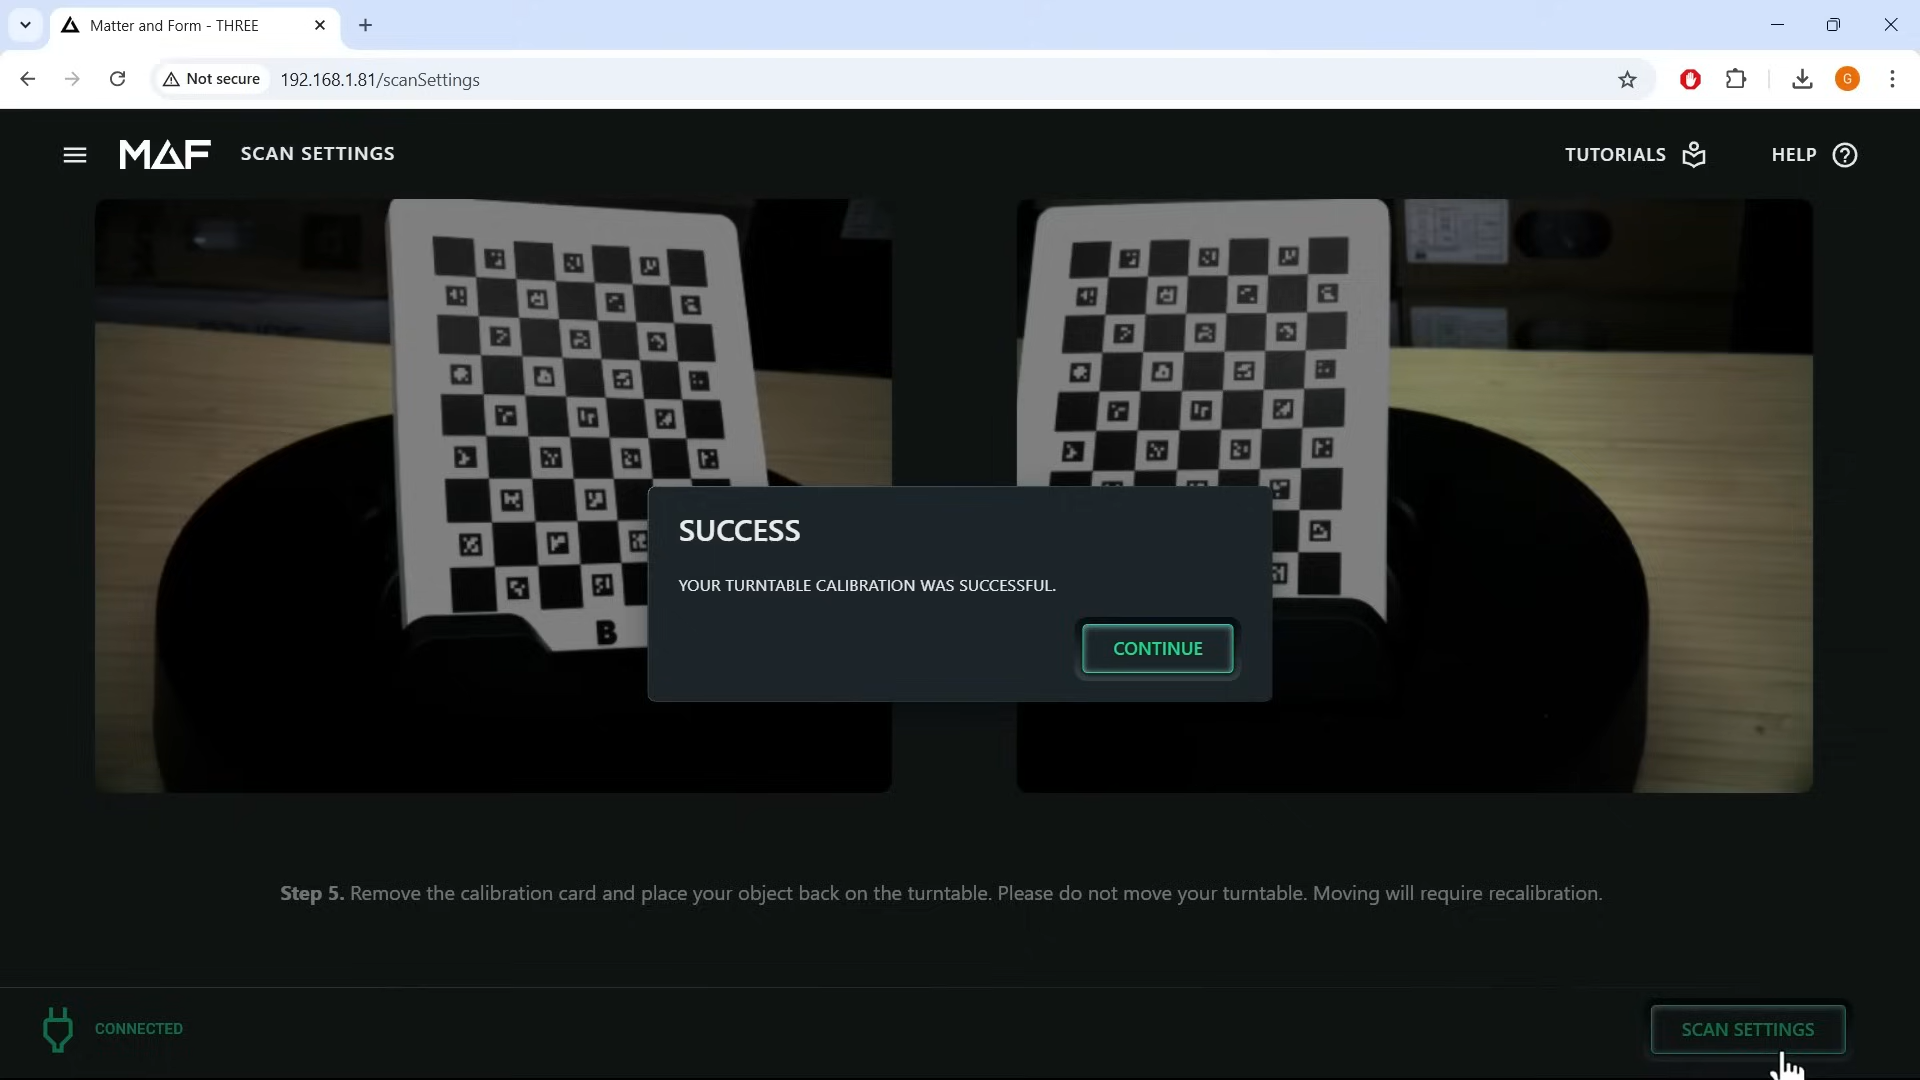 Matter and Form - THREE
Not secure
192.168.1.81/scanSettings
G
MAF
SCAN SETTINGS
TUTORIALS
HELP
SUCCESS
YOUR TURNTABLE CALIBRATION WAS SUCCESSFUL.
CONTINUE
B
Step 5. Remove the calibration card and place your object back on the turntable. Please do not move your turntable. Moving will require recalibration.
CONNECTED
SCAN SETTINGS